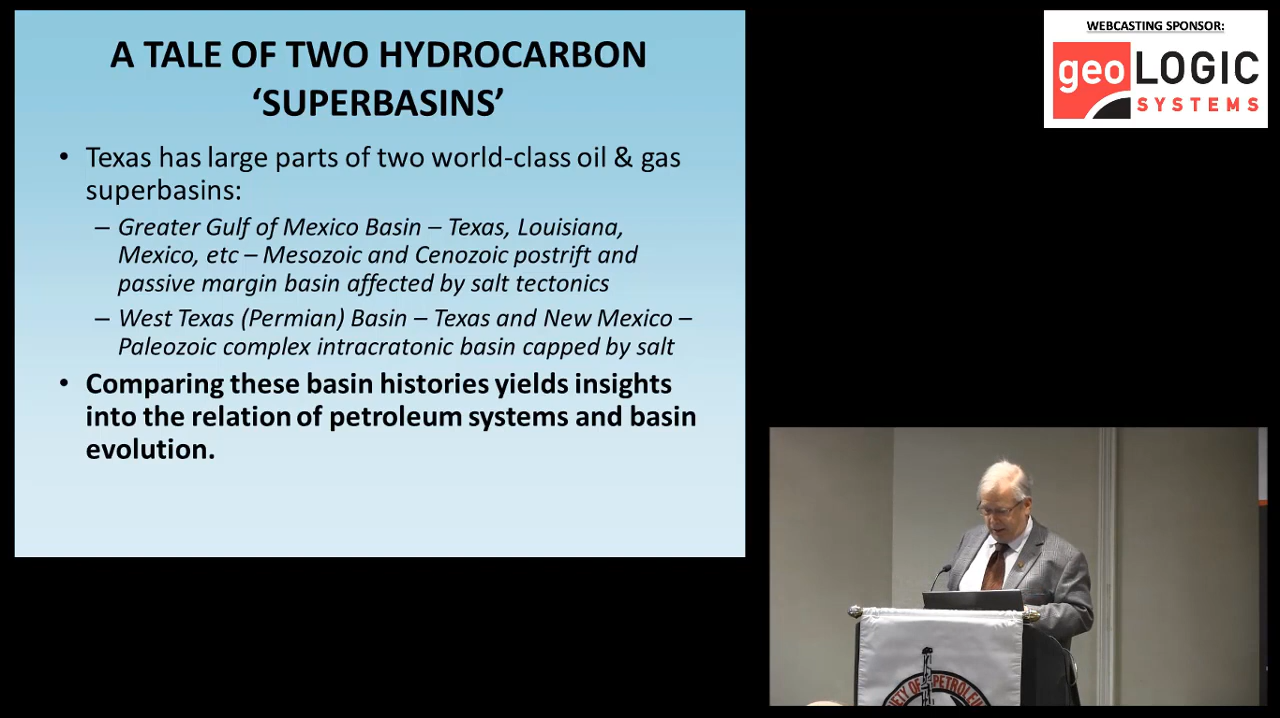 A TALE OF TWO HYDROCARBON
‘SUPERBASINS’
• Texas has large parts of two world-class oil & gas
superbasins:
– Greater Gulf of Mexico Basin – Texas, Louisiana,
Mexico, etc – Mesozoic and Cenozoic postrift and
passive margin basin affected by salt tectonics
– West Texas (Permian) Basin – Texas and New Mexico –
Paleozoic complex intracratonic basin capped by salt
• Comparing these basin histories yields insights
into the relation of petroleum systems and basin
evolution.
WEBCASTING SPONSOR:
geoLOGIC
SYSTEMS
OF PETROLEU